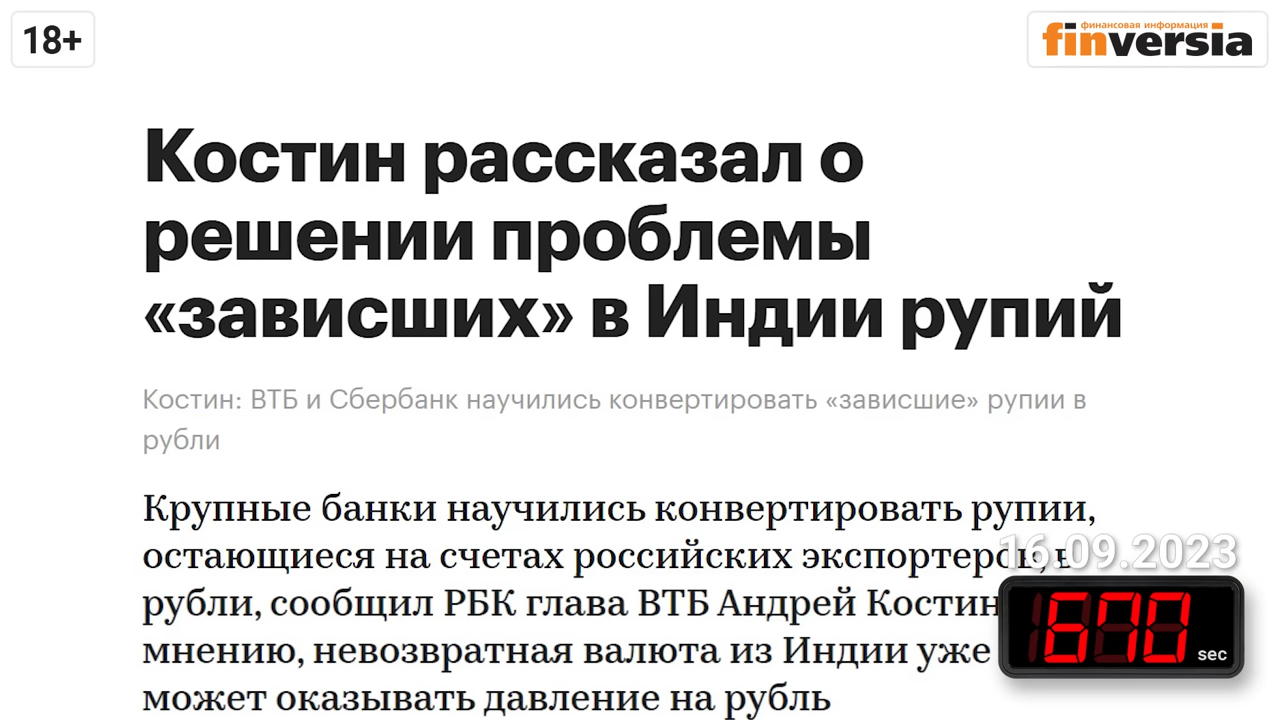 18+
финансовая информация
finversia
Костин рассказал о
решении проблемы
«зависших» в Индии рупий
Костин: ВТБ и Сбербанк научились конвертировать «зависшие» рупии в
рубли
Крупные банки научились конвертировать рупии,
остающиеся на счетах российских экспортеров, в
16.09.2023
рубли, сообщил РБК глава ВТБ Андрей Костин
670 sec
мнению, невозвратная валюта из Индии уже
может оказывать давление на рубль